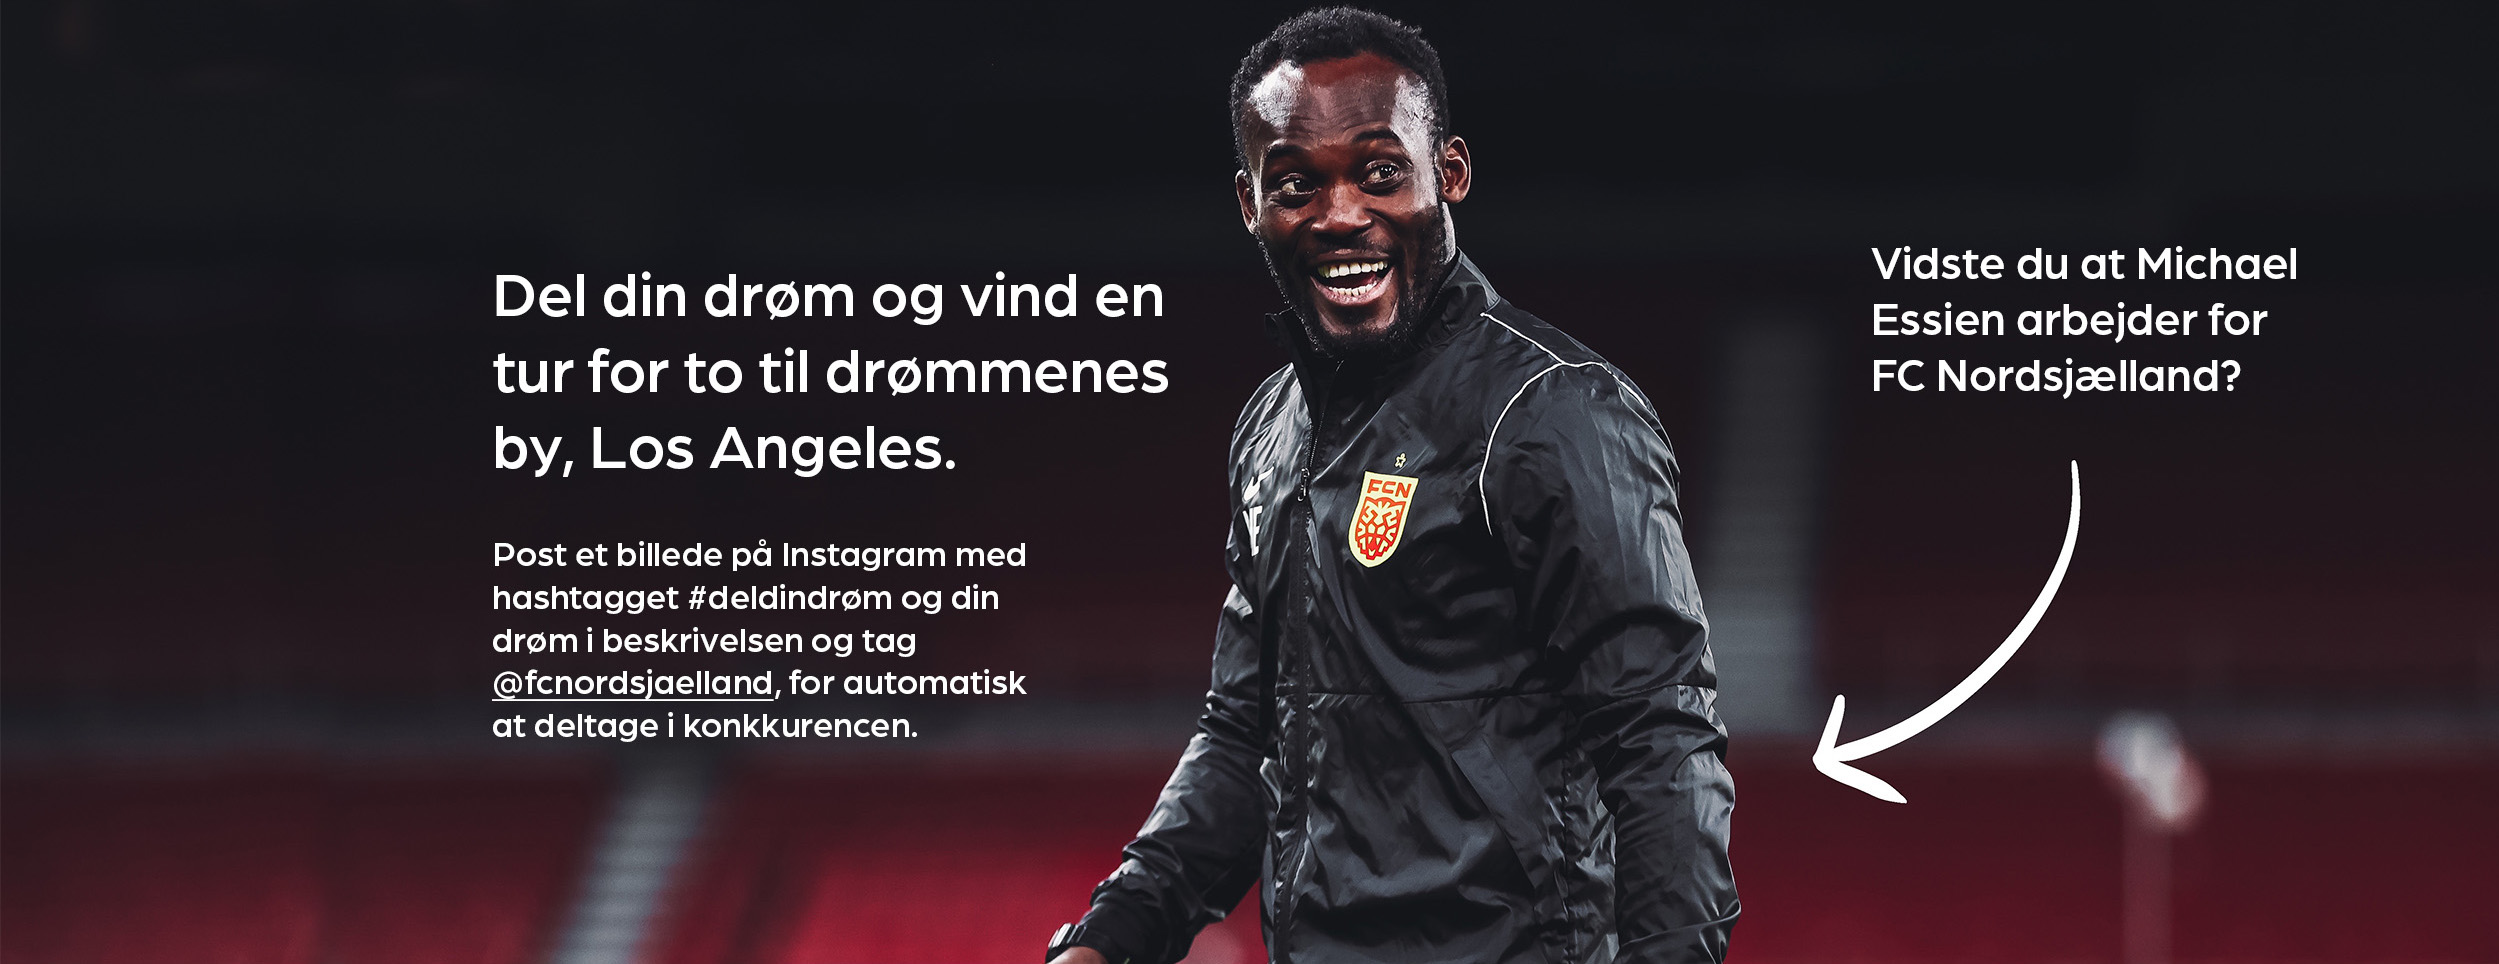 Del din drøm og vind en
tur for to til drømmenes
by, Los Angeles.
Post et billede på Instagram med
hashtagget #deldindrøm og din
drøm i beskrivelsen og tag
@fcnordsjaelland, for automatisk
at deltage i konkkurencen.
Vidste du at Michael
Essien arbejder for
FC Nordsjælland?
FCN